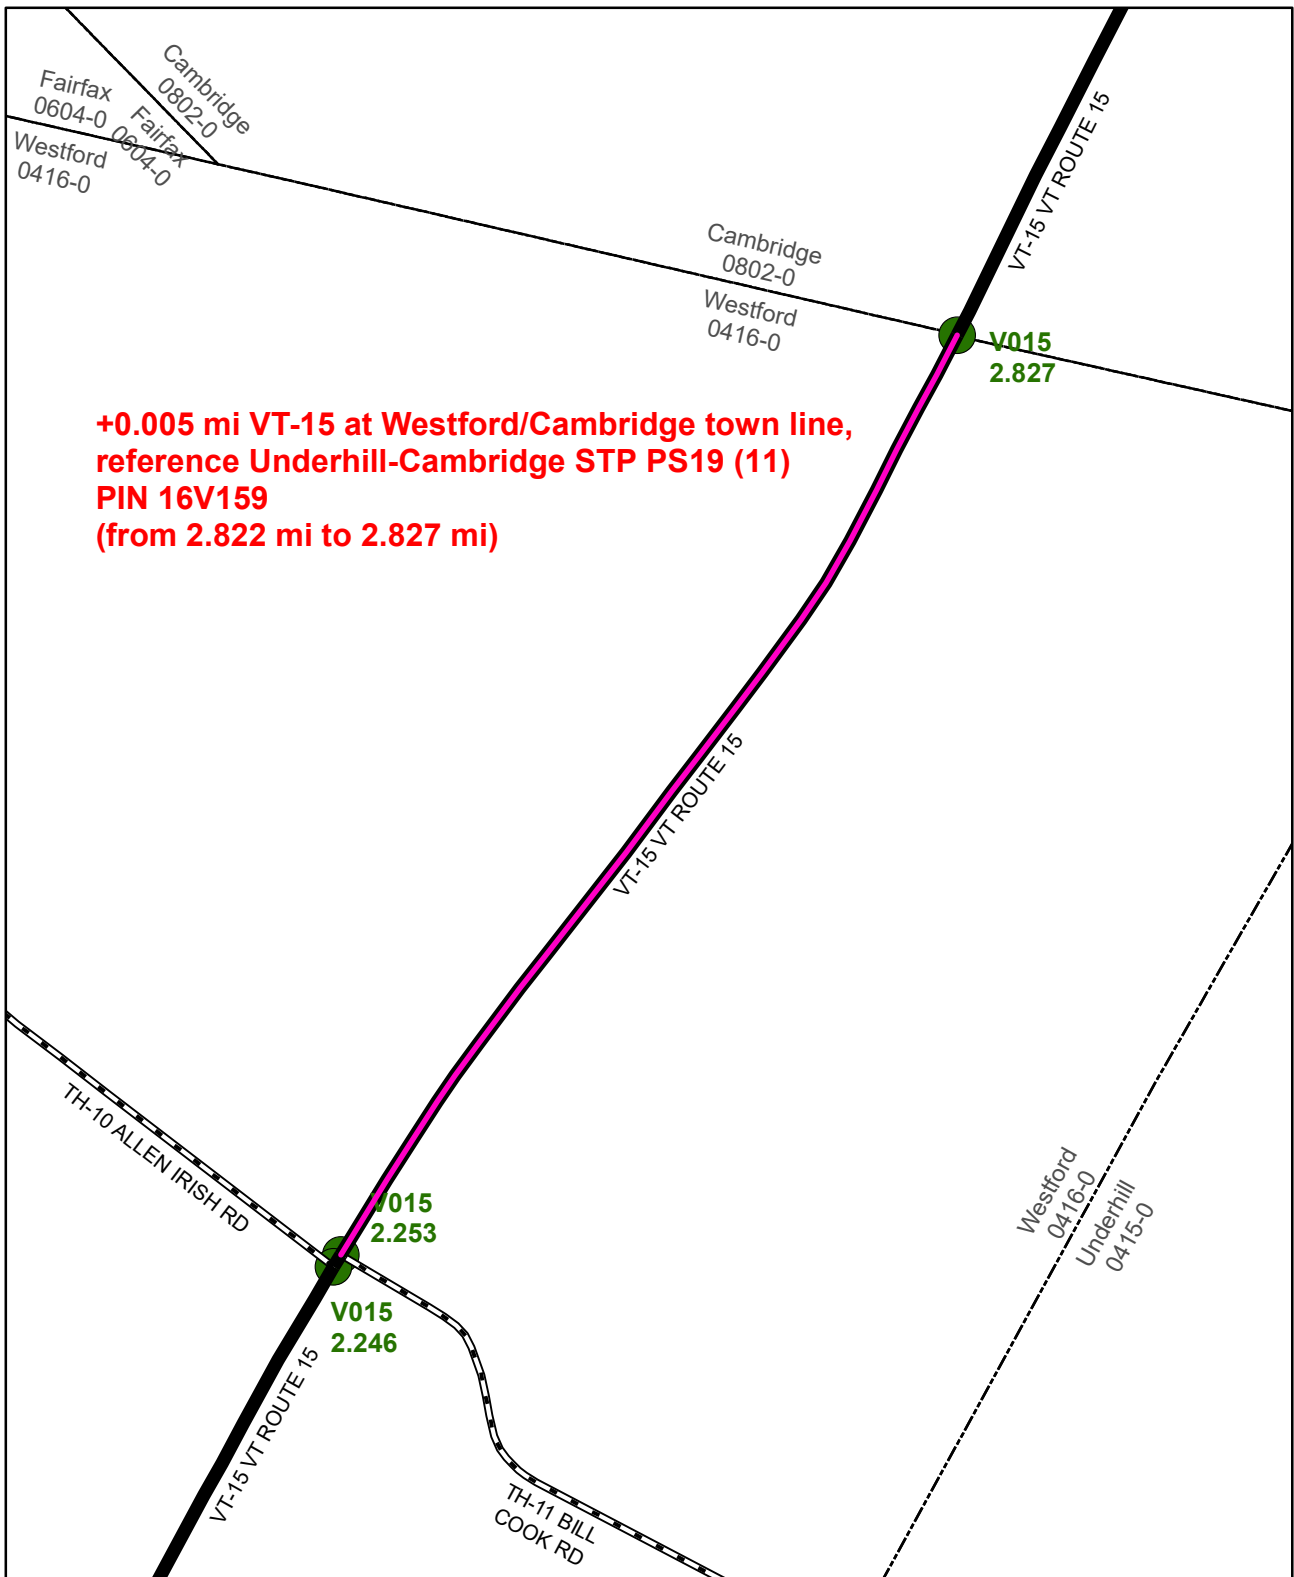 Cambridge
0802-0
Fairfax
0604-0
Fairfax
0604-0
Westford
0416-0
VT-15 VT ROUTE 15
Cambridge
0802-0
Westford
0416-0
V015
2.827
+0.005 mi VT-15 at Westford/Cambridge town line,
reference Underhill-Cambridge STP PS19 (11)
PIN 16V159
(from 2.822 mi to 2.827 mi)
VT-15 VT ROUTE 15
TH-10 ALLEN IRISH RD
V015
2.253
Westford
0416-0
Underhill
0415-0
V015
2.246
VT-15 VT ROUTE 15
TH-11 BILL
COOK RD